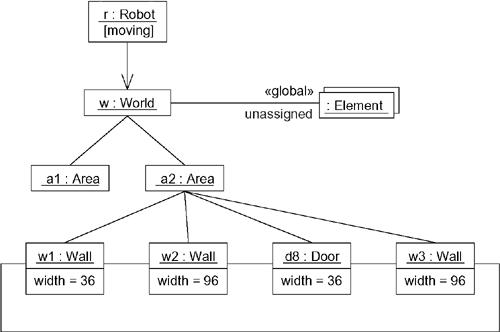 r : Robot
[moving]
«global»
w : World
: Element
unassigned
a1 : Area
a2 : Area
w1 : Wall
w2 : Wall
d8 : Door
w3 : Wall
width = 36
width = 96
width = 36
width = 96